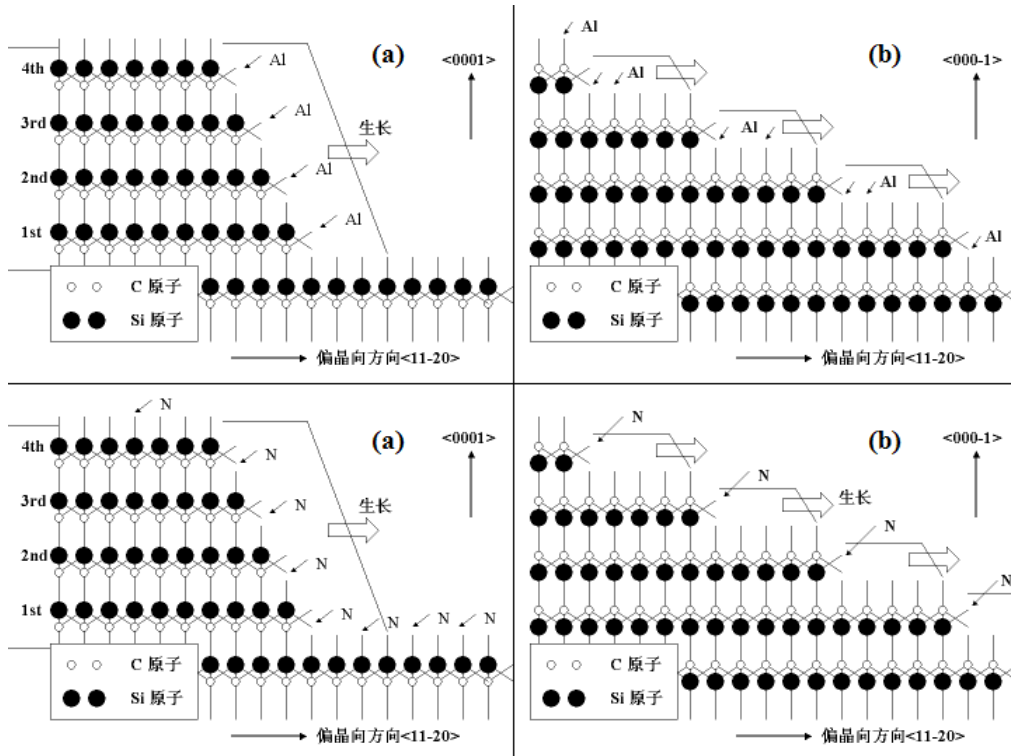 (a)
<0001>
4th
Al
3rd
Al
生长
2nd
Al
1st
Al
C 原子
Si 原子
偏晶向方向<11-20>
Al
(b)
<000-1>
Al
Al
Al
Al
C 原子
Si 原子
偏晶向方向<11-20>
N
(a)
<0001>
4th
N
3rd
N
生长
2nd
N
1st
N
N
N
N
C 原子
Si 原子
偏晶向方向<11-20>
N
(b)
<000-1>
N
生长
N
N
C 原子
Si 原子
偏晶向方向<11-20>